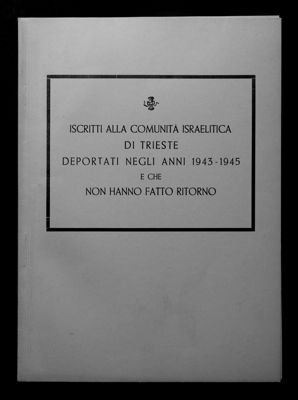 ISCRITTI ALLA COMUNITÀ ISRAELITICA
DI TRIESTE
DEPORTATI NEGLI ANNI 1943-1945
E CHE
NON HANNO FATTO RITORNO